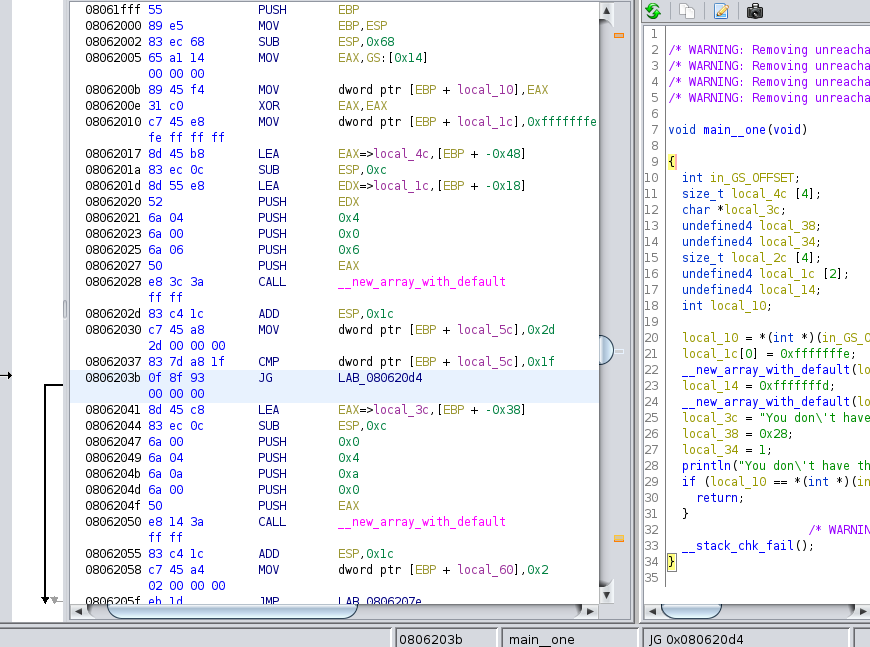 08061fff 55 PUSH EBP
08062000 89 e5 MOV EBP,ESP
08062002 83 ec 68 SUB ESP,0x68
08062005 65 a1 14 MOV EAX,GS:[0x14]
00 00 00
0806200b 89 45 f4 MOV dword ptr [EBP + local_10],EAX
0806200e 31 c0 XOR EAX,EAX
08062010 c7 45 e8 MOV dword ptr [EBP + local_1c],0xfffffffe
fe ff ff ff
08062017 8d 45 b8 LEA EAX=>local_4c,[EBP + -0x48]
0806201a 83 ec 0c SUB ESP,0xc
0806201d 8d 55 e8 LEA EDX=>local_1c,[EBP + -0x18]
08062020 52 PUSH EDX
08062021 6a 04 PUSH 0x4
08062023 6a 00 PUSH 0x0
08062025 6a 06 PUSH 0x6
08062027 50 PUSH EAX
08062028 e8 3c 3a CALL __new_array_with_default
ff ff
0806202d 83 c4 1c ADD ESP,0x1c
08062030 c7 45 a8 MOV dword ptr [EBP + local_5c],0x2d
2d 00 00 00
08062037 83 7d a8 1f CMP dword ptr [EBP + local_5c],0x1f
0806203b 0f 8f 93 JG LAB_080620d4
00 00 00
08062041 8d 45 c8 LEA EAX=>local_3c,[EBP + -0x38]
08062044 83 ec 0c SUB ESP,0xc
08062047 6a 00 PUSH 0x0
08062049 6a 04 PUSH 0x4
0806204b 6a 0a PUSH 0xa
0806204d 6a 00 PUSH 0x0
0806204f 50 PUSH EAX
08062050 e8 14 3a CALL __new_array_with_default
ff ff
08062055 83 c4 1c ADD ESP,0x1c
08062058 c7 45 a4 MOV dword ptr [EBP + local_60],0x2
02 00 00 00
0806205f eb 1d JMP LAB_0806207e
1
2 /* WARNING: Removing unreacha
3 /* WARNING: Removing unreacha
4 /* WARNING: Removing unreacha
5 /* WARNING: Removing unreacha
6
7 void main__one(void)
8
9 {
10 int in_GS_OFFSET;
11 size_t local_4c [4];
12 char *local_3c;
13 undefined4 local_38;
14 undefined4 local_34;
15 size_t local_2c [4];
16 undefined4 local_1c [2];
17 undefined4 local_14;
18 int local_10;
19
20 local_10 = *(int *)(in_GS_O
21 local_1c[0] = 0xfffffffe;
22 __new_array_with_default(lo
23 local_14 = 0xfffffffd;
24 __new_array_with_default(lo
25 local_3c = "You don\'t have
26 local_38 = 0x28;
27 local_34 = 1;
28 println("You don\'t have th
29 if (local_10 == *(int *)(in
30 return;
31 }
32 /* WARNIN
33 __stack_chk_fail();
34 }
35
0806203b
main__one
JG 0x080620d4